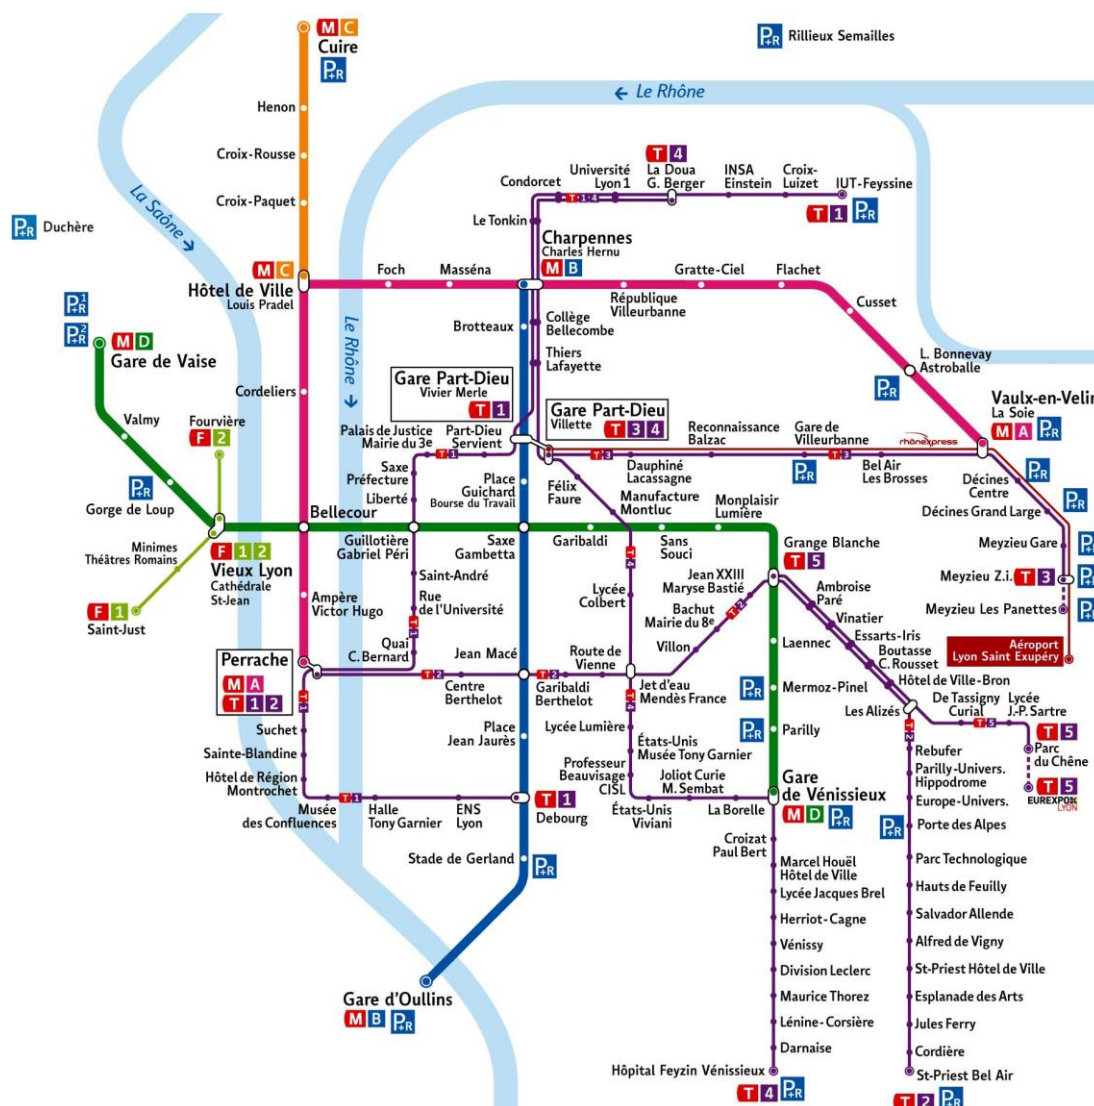 M C
Cuire
P+R
P+R Rillieux Semailles
← Le Rhône
Henon
Croix-Rousse
Croix-Paquet
La Saône →
P+R Duchère
T 4
Condorcet
Université
Lyon 1
La Doua
G. Berger
INSA
Einstein
Croix-
Luizet
IUT-Feyssine
T 1 4
T 1 P+R
Le Tonkin
Charpennes
Charles Hernu
M B
M C
Hôtel de Ville
Louis Pradel
Foch
Masséna
Gratte-Ciel
Flachet
République
Villeurbanne
Cusset
P+R 1
P+R 2
M D
Gare de Vaise
Le Rhône →
Brotteaux
Collège
Bellecombe
Thiers
Lafayette
L. Bonnevay
Astroballe
P+R
Cordeliers
Gare Part-Dieu
Vivier Merle
T 1
Gare Part-Dieu
Villette
T 3 4
Vaulx-en-Velin
La Soie
M A P+R
Valmy
Fourvière
F 2
Palais de Justice
Mairie du 3e
Part-Dieu
Servient
T 1
Reconnaissance
Balzac
Gare de
Villeurbanne
rhônexpress
T 3
T 3
Dauphiné
Lacassagne
P+R
Bel Air
Les Brosses
P+R
Saxe
Préfecture
Liberté
Place
Guichard
Bourse du Travail
Félix
Faure
Manufacture
Montluc
Monplaisir
Lumière
Décines
Centre
P+R
Décines Grand Large
P+R
Gorge de Loup
Bellecour
Guillotière
Gabriel Péri
Saxe
Gambetta
Garibaldi
Sans
Souci
Grange Blanche
T 5
Meyzieu Gare
P+R
Minimes
Théâtres Romains
F 1 2
Vieux Lyon
Cathédrale
St-Jean
T 4
Meyzieu Z.i. T 3 P+R
Meyzieu Les Panettes P+R
F 1
Saint-Just
Ampère
Victor Hugo
Saint-André
Rue
de l'Université
T 1
Lycée
Colbert
Jean XXIII
Maryse Bastié
Bachut
Mairie du 8e
T 2
Ambroise
Paré
Vinatier
Essarts-Iris
Boutasse
C. Rousset
Hôtel de Ville-Bron
Aéroport
Lyon Saint Exupéry
Perrache
M A
T 1 2
Quai
C. Bernard
Jean Macé
Route de
Vienne
Villon
Laennec
T 2
Centre
Berthelot
T 2
Garibaldi
Berthelot
Jet d'eau
Mendès France
P+R
Mermoz-Pinel
Les Alizés
De Tassigny
Curial
Lycée
J.-P. Sartre
T 1
T 4
T 5
T 5
Suchet
Sainte-Blandine
Hôtel de Région
Montrochet
Place
Jean Jaurès
Lycée Lumière
P+R
Parilly
T 2
Rebufer
Parc
du Chêne
États-Unis
Musée Tony Garnier
Professeur
Beauvisage
CISL
Joliot Curie
M. Sembat
Gare
de Vénissieux
M D P+R
Parilly-Univers.
Hippodrome
Europe-Univers.
T 5
EUREXPO
LYON
T 1
Musée
des Confluences
Halle
Tony Garnier
ENS
Lyon
T 1
Debourg
États-Unis
Viviani
La Borelle
P+R
Porte des Alpes
Stade de Gerland
P+R
Croizat
Paul Bert
Marcel Houël
Hôtel de Ville
Lycée Jacques Brel
Herriot-Cagne
Vénissy
Division Leclerc
Maurice Thorez
Lénine-Corsière
Darnaise
Hôpital Feyzin Vénissieux
T 4 P+R
Parc Technologique
Hauts de Feuilly
Salvador Allende
Alfred de Vigny
St-Priest Hôtel de Ville
Esplanade des Arts
Jules Ferry
Cordière
St-Priest Bel Air
T 2 P+R
Gare d'Oullins
M B P+R